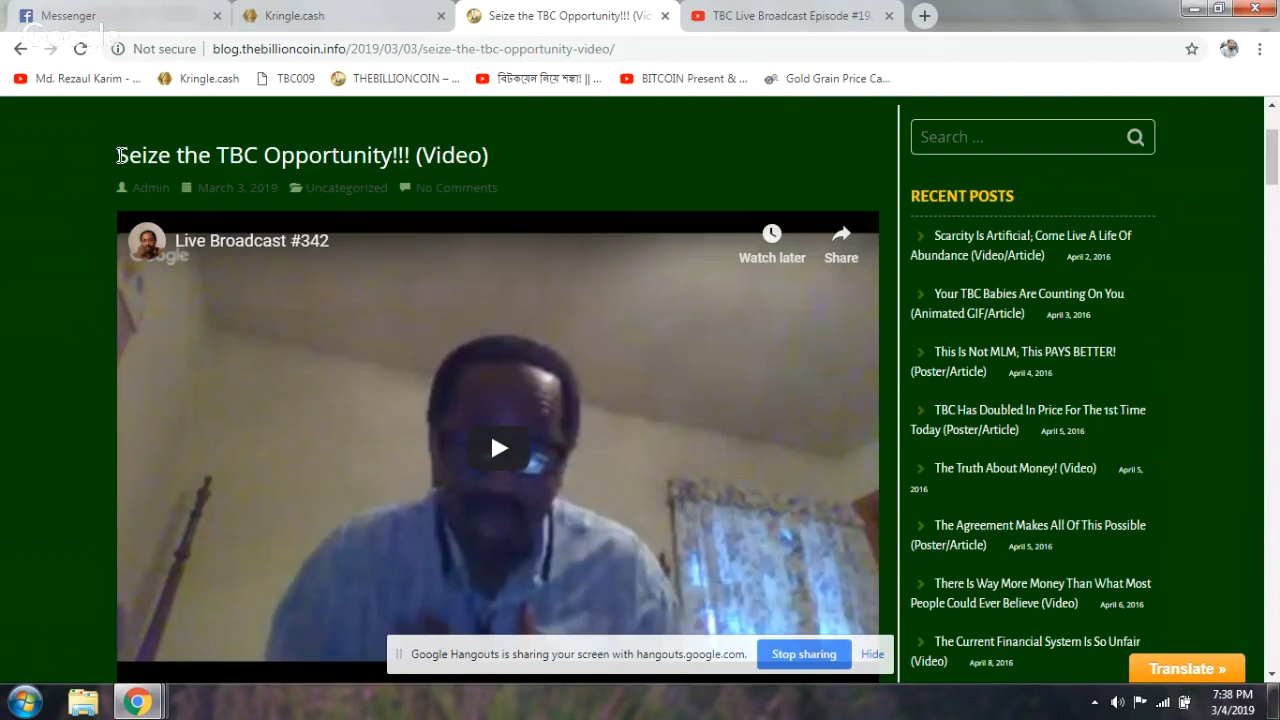 Messenger
Kringle.cash
Seize the TBC Opportunity!!! (Vi
TBC Live Broadcast Episode #19
Not secure
blog.thebillioncoin.info/2019/03/03/seize-the-tbc-opportunity-video/
Md. Rezaul Karim - ...
Kringle.cash
TBC009
THEBILLIONCOIN – ...
বিটকয়েন নিয়ে শঙ্কা! || ...
BITCOIN Present & ...
Gold Grain Price Ca...
Seize the TBC Opportunity!!! (Video)
Admin March 3, 2019 Uncategorized No Comments
Live Broadcast #342
Google
Watch later
Share
Search ...
RECENT POSTS
Scarcity Is Artificial; Come Live A Life Of
Abundance (Video/Article) April 2, 2016
Your TBC Babies Are Counting On You
(Animated GIF/Article) April 3, 2016
This Is Not MLM; This PAYS BETTER!
(Poster/Article) April 4, 2016
TBC Has Doubled In Price For The 1st Time
Today (Poster/Article) April 5, 2016
The Truth About Money! (Video) April 5,
2016
The Agreement Makes All Of This Possible
(Poster/Article) April 5, 2016
There Is Way More Money Than What Most
People Could Ever Believe (Video) April 6, 2016
The Current Financial System Is So Unfair
(Video) April 8, 2016
Google Hangouts is sharing your screen with hangouts.google.com.
Stop sharing
Hide
Translate »
7:38 PM
3/4/2019